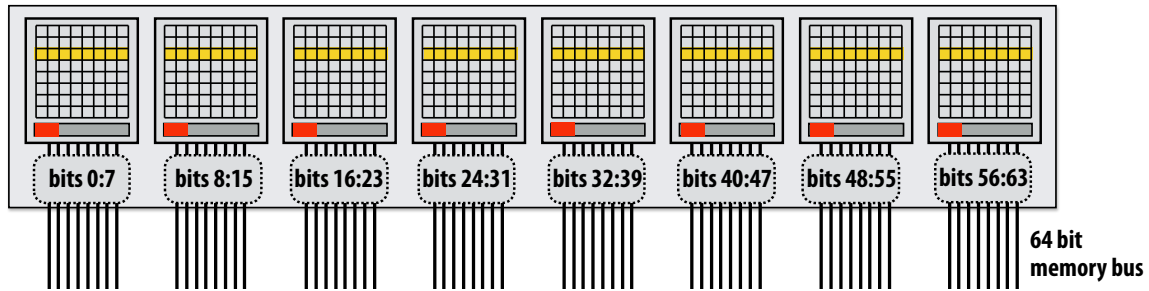 bits 0:7
bits 8:15
bits 16:23
bits 24:31
bits 32:39
bits 40:47
bits 48:55
bits 56:63
64 bit
memory bus